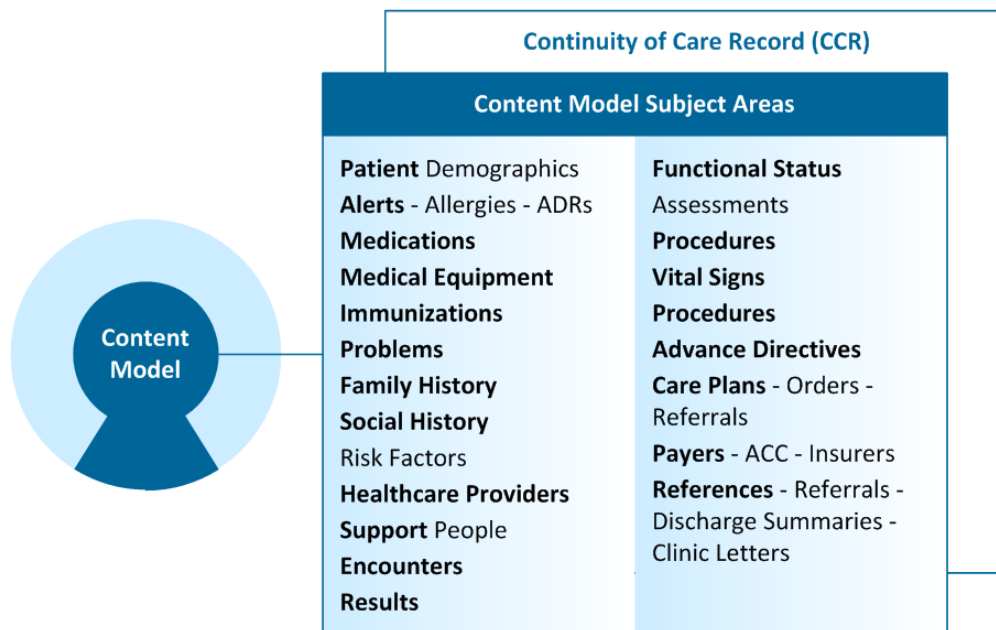 Continuity of Care Record (CCR)
Content Model Subject Areas
Content
Model
Patient Demographics
Alerts - Allergies - ADRs
Medications
Medical Equipment
Immunizations
Problems
Family History
Social History
Risk Factors
Healthcare Providers
Support People
Encounters
Results
Functional Status
Assessments
Procedures
Vital Signs
Procedures
Advance Directives
Care Plans - Orders -
Referrals
Payers - ACC - Insurers
References - Referrals -
Discharge Summaries -
Clinic Letters